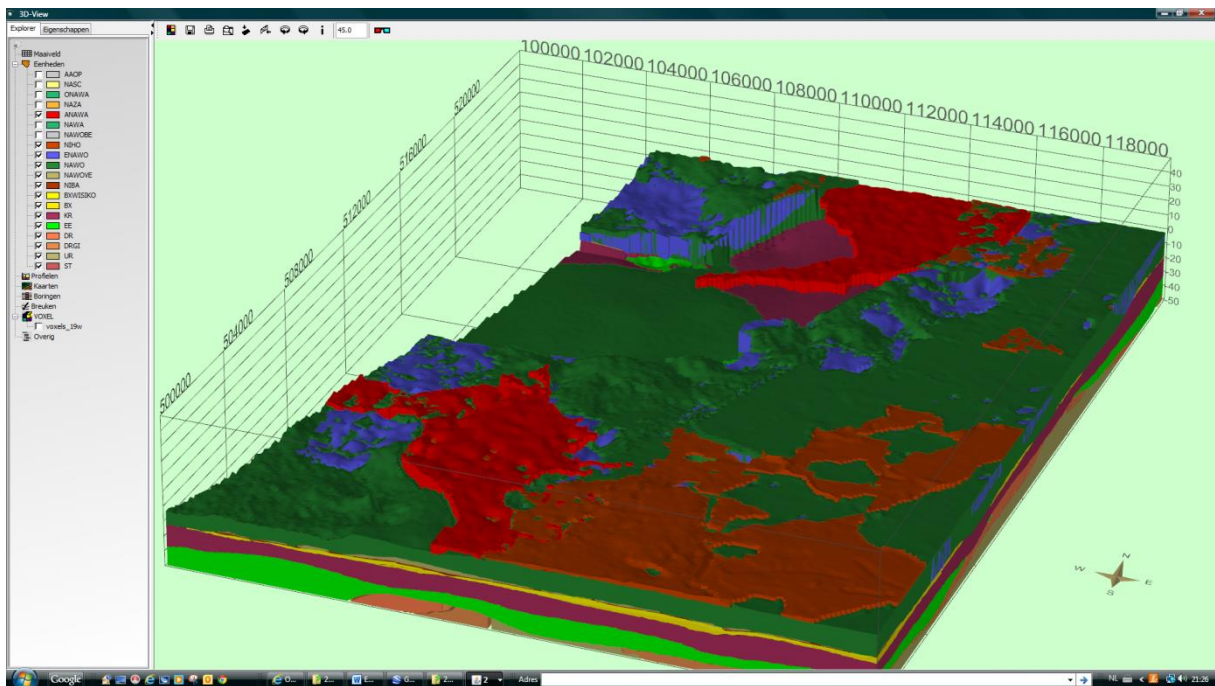 3D-View
Explorer Eigenschappen
45.0
Maaiveld
Eenheden
AAOP
NASC
ONAWA
NAZA
ANAWA
NAWA
NAWOBE
NIHO
ENAWO
NAWO
NAWOVE
NIBA
BXWISIKO
BX
KR
EE
DR
DRGI
UR
ST
Profielen
Kaarten
Boringen
Breuken
VOXEL
voxels_19w
Overig
100000 102000 104000 106000 108000 110000 112000 114000 116000 118000
520000
516000
512000
508000
504000
500000
40
30
20
10
0
-10
-20
-30
-40
-50
N
W
E
S
Google
O...
2...
E...
G...
2...
2
Adres
NL
21:26